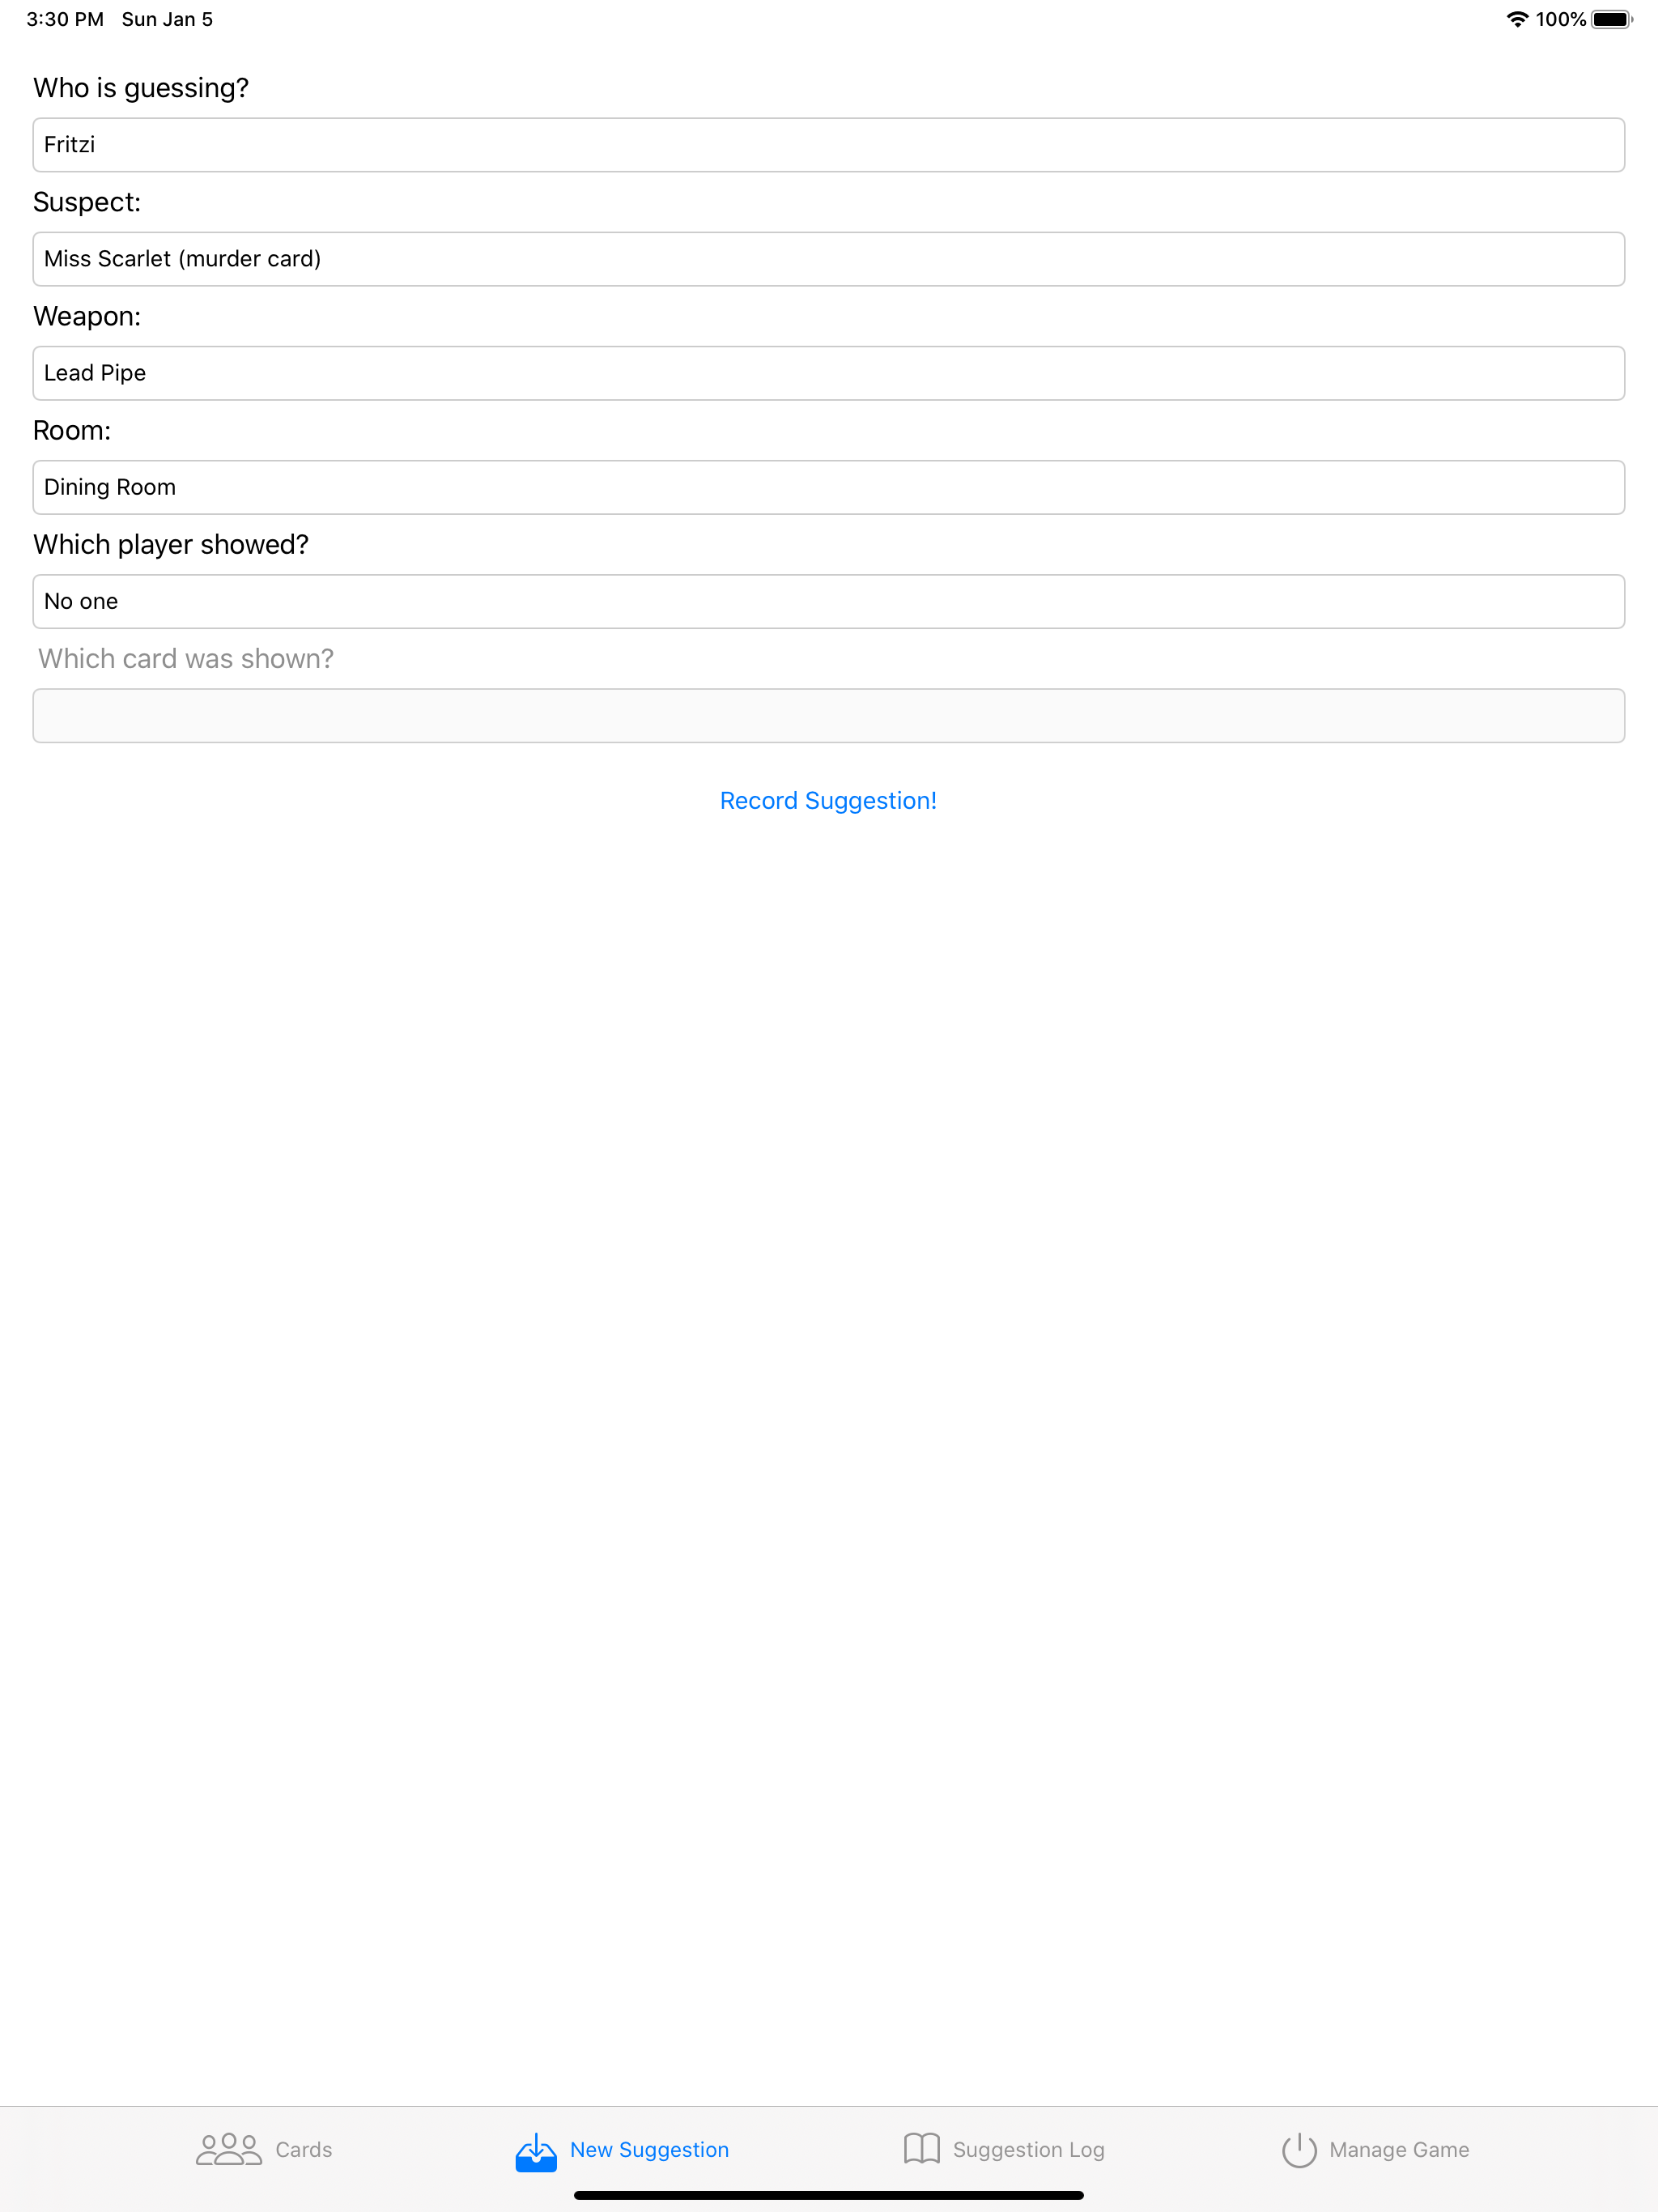 3:30 PM Sun Jan 5 100%
Who is guessing?
Fritzi
Suspect:
Miss Scarlet (murder card)
Weapon:
Lead Pipe
Room:
Dining Room
Which player showed?
No one
Which card was shown?
Record Suggestion!
Cards New Suggestion Suggestion Log Manage Game